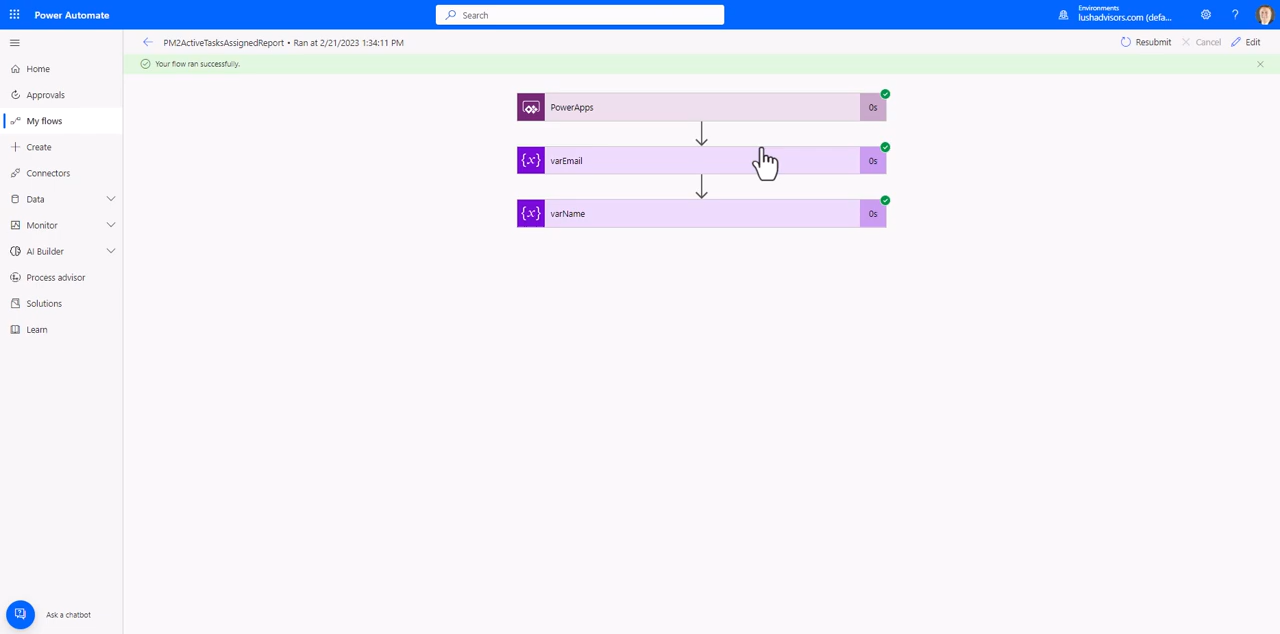 Power Automate
Search
Environments
lushadvisors.com (defa...
PM2ActiveTasksAssignedReport • Ran at 2/21/2023 1:34:11 PM
Resubmit
Cancel
Edit
Your flow ran successfully.
Home
Approvals
My flows
Create
Connectors
Data
Monitor
AI Builder
Process advisor
Solutions
Learn
PowerApps
0s
{x}
varEmail
0s
{x}
varName
0s
Ask a chatbot